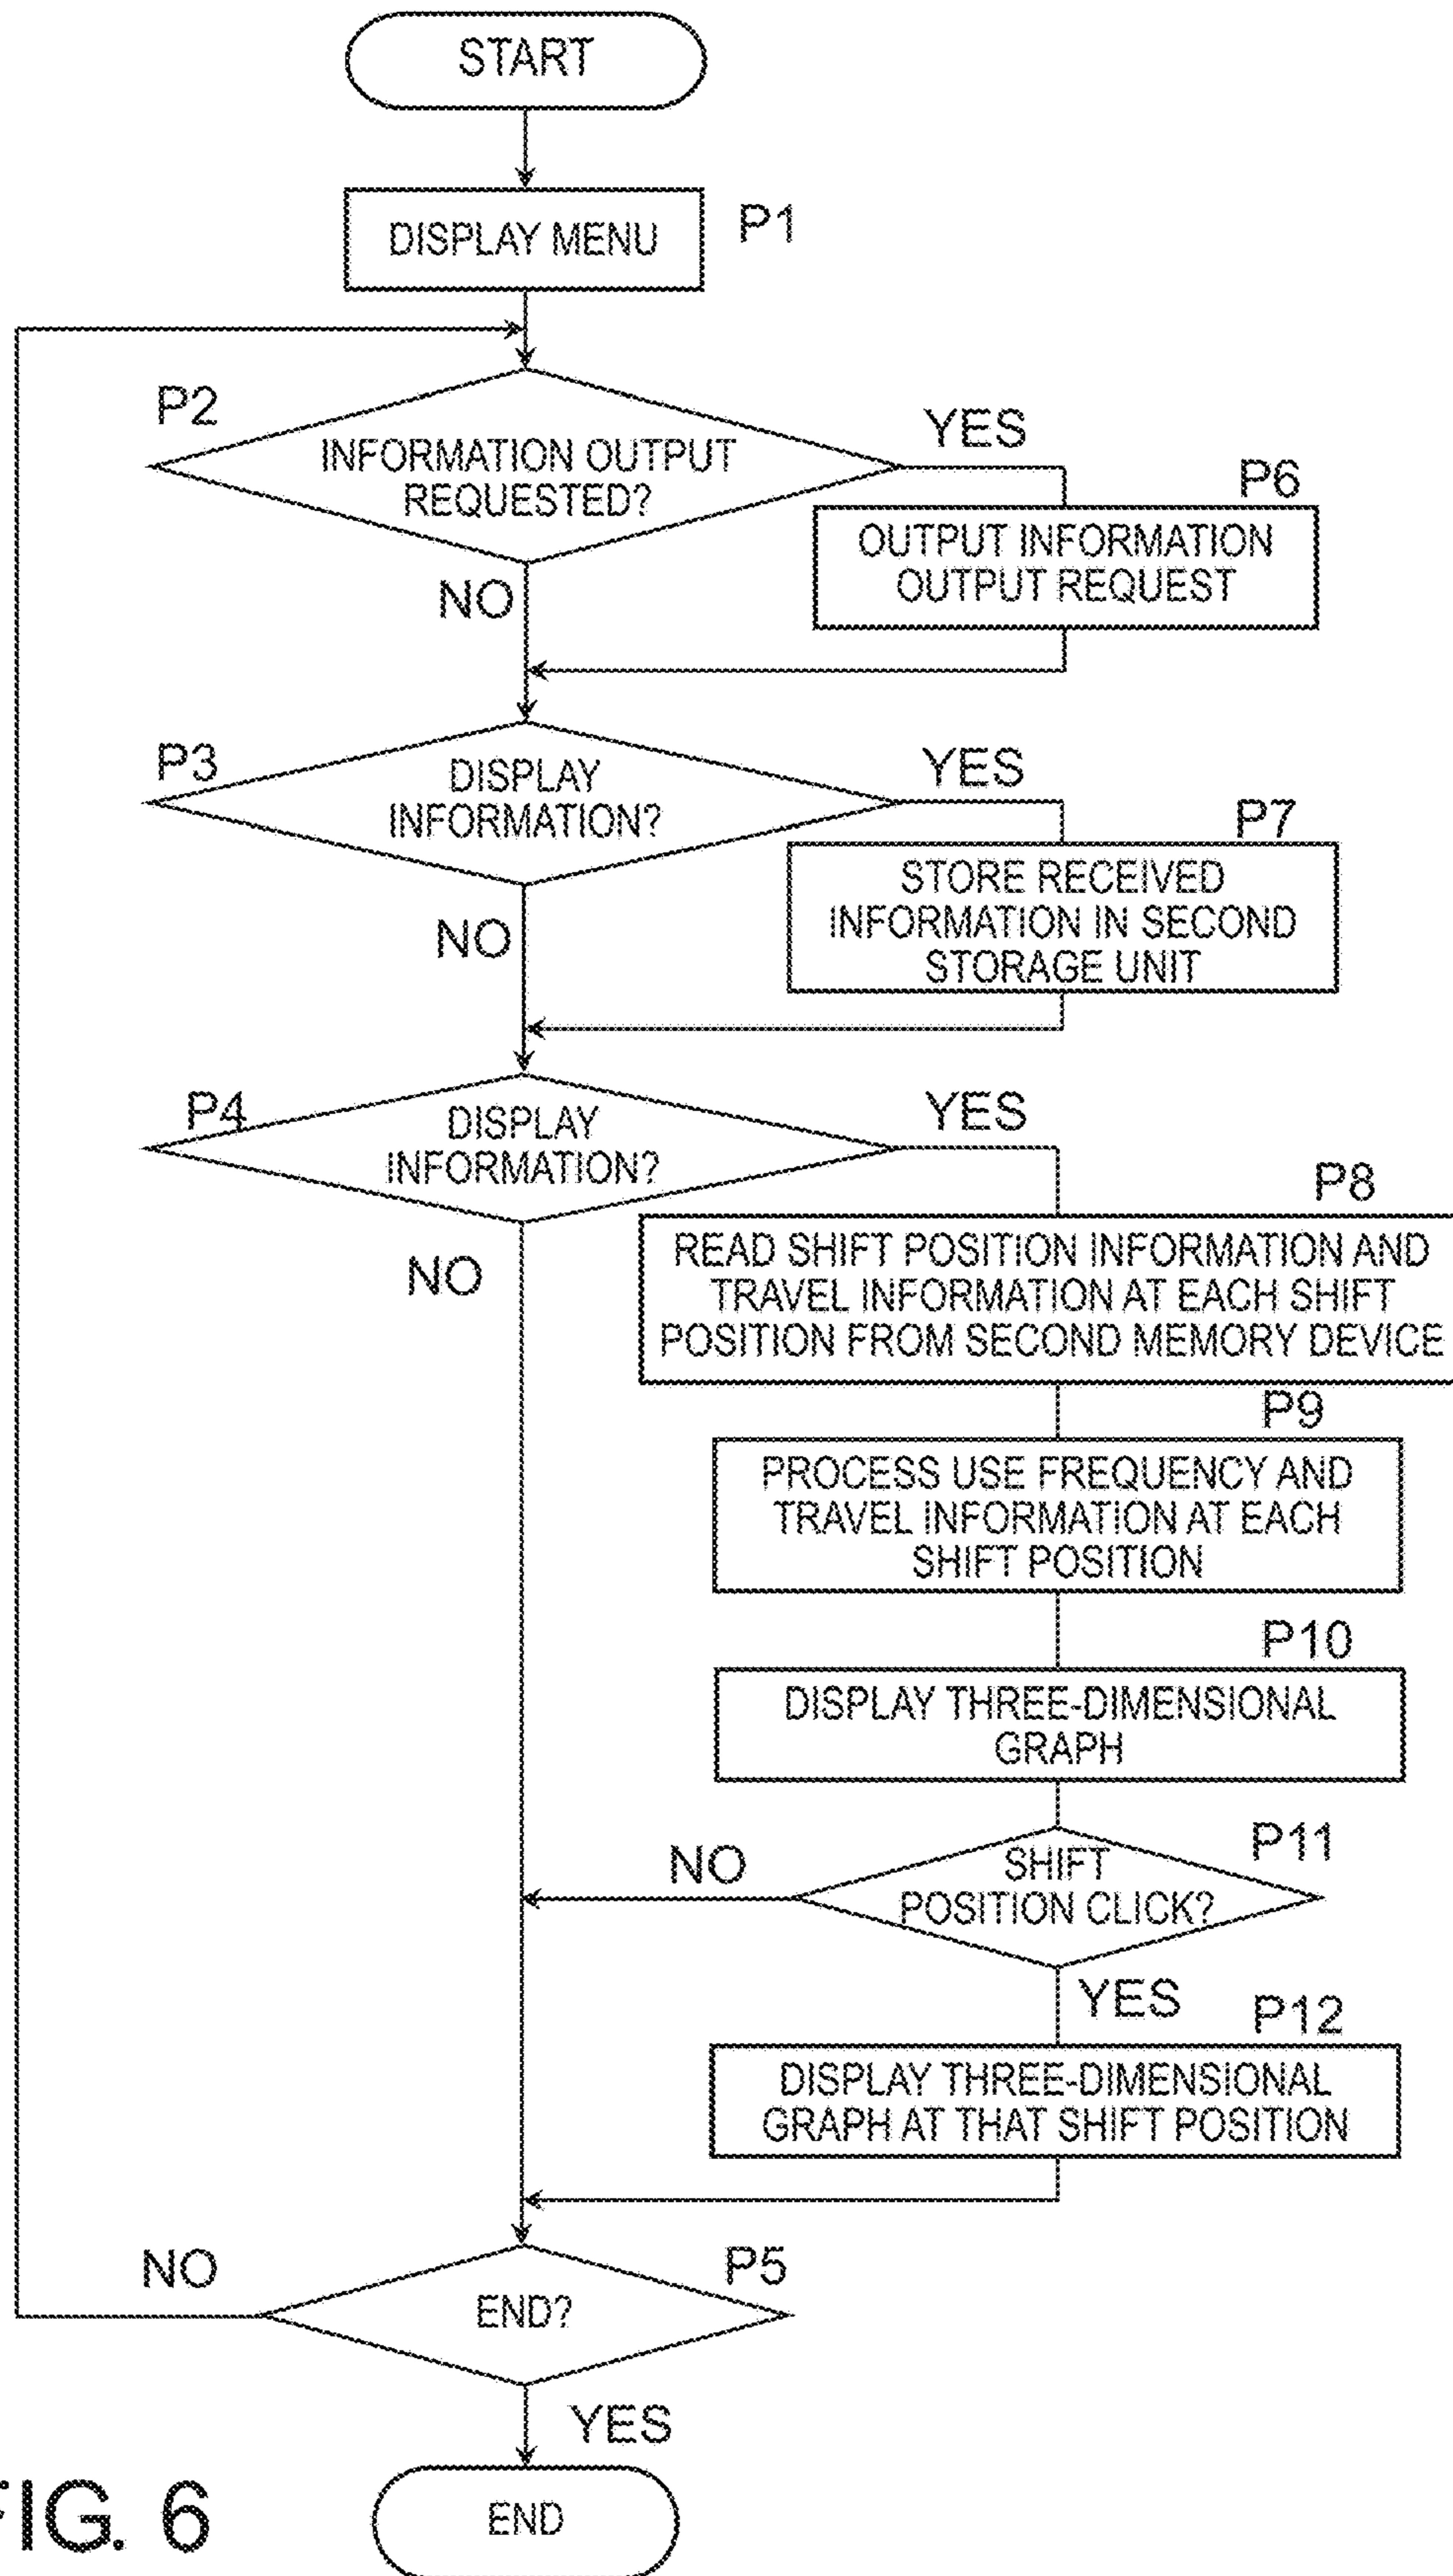 START
DISPLAY MENU
P1
P2
INFORMATION OUTPUT
REQUESTED?
YES
P6
OUTPUT INFORMATION
OUTPUT REQUEST
NO
P3
DISPLAY
INFORMATION?
YES
P7
STORE RECEIVED
INFORMATION IN SECOND
STORAGE UNIT
NO
P4
DISPLAY
INFORMATION?
YES
P8
READ SHIFT POSITION INFORMATION AND
TRAVEL INFORMATION AT EACH SHIFT
POSITION FROM SECOND MEMORY DEVICE
NO
P9
PROCESS USE FREQUENCY AND
TRAVEL INFORMATION AT EACH
SHIFT POSITION
P10
DISPLAY THREE-DIMENSIONAL
GRAPH
P11
SHIFT
POSITION CLICK?
NO
YES
P12
DISPLAY THREE-DIMENSIONAL
GRAPH AT THAT SHIFT POSITION
P5
END?
NO
YES
END
FIG. 6